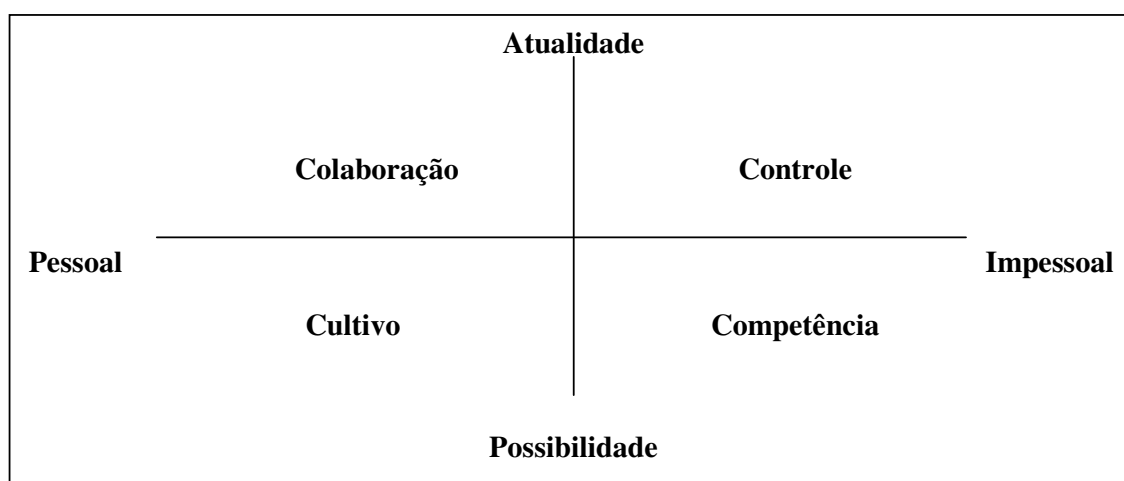 Atualidade
Colaboração Controle
Pessoal Impessoal
Cultivo Competência
Possibilidade